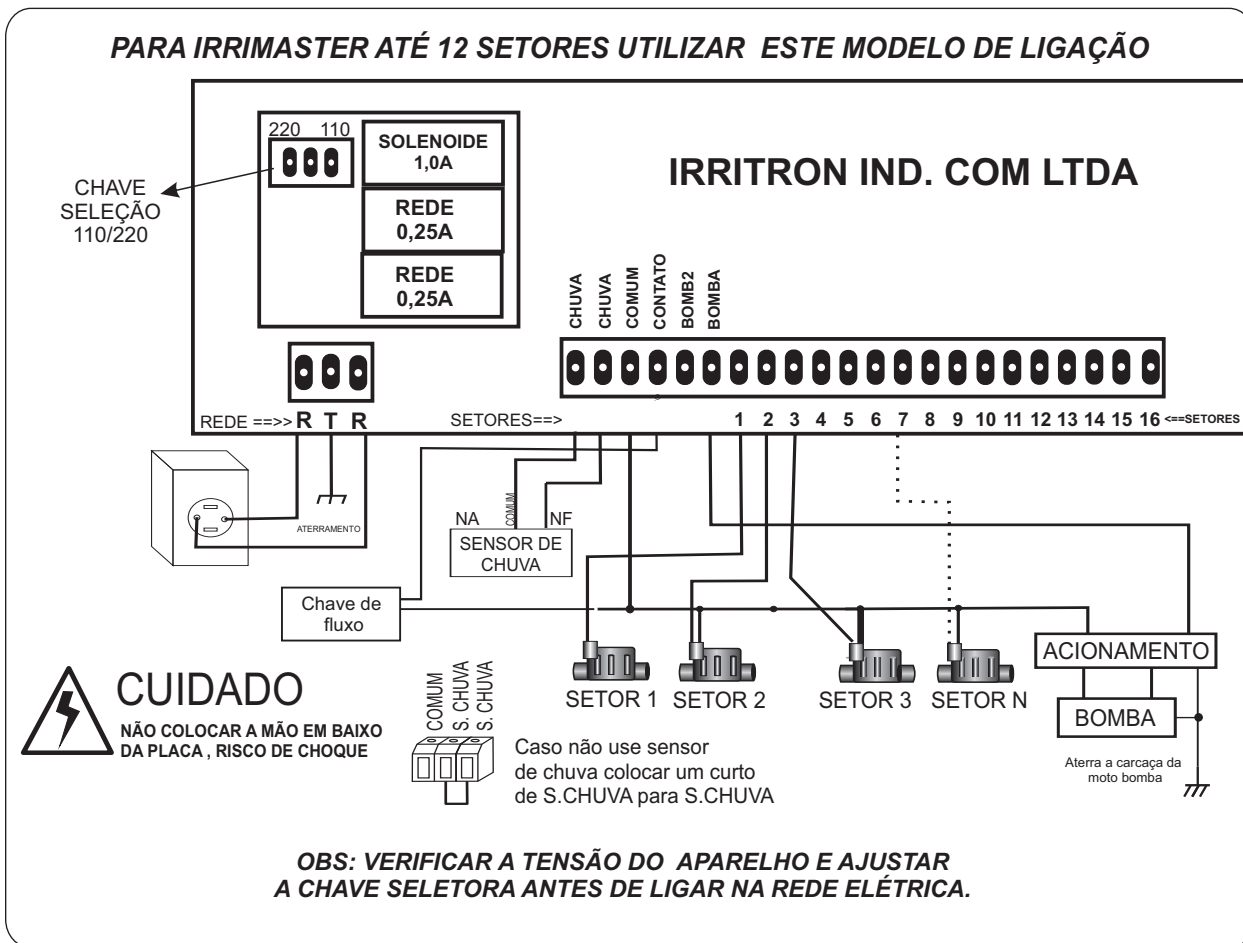 PARA IRRIMASTER ATÉ 12 SETORES UTILIZAR ESTE MODELO DE LIGAÇÃO
220 110
SOLENOIDE
1,0A
REDE
0,25A
REDE
0,25A
CHAVE
SELEÇÃO
110/220
IRRITRON IND. COM LTDA
CHUVA
CHUVA
COMUM
CONTATO
BOMB2
BOMBA
REDE ==>> R T R
SETORES==>
1 2 3 4 5 6 7 8 9 10 11 12 13 14 15 16 <==SETORES
ATERRAMENTO
NA
COMUM
NF
SENSOR DE
CHUVA
Chave de
fluxo
SETOR 1
SETOR 2
SETOR 3
SETOR N
ACIONAMENTO
BOMBA
Aterra a carcaça da
moto bomba
CUIDADO
NÃO COLOCAR A MÃO EM BAIXO
DA PLACA , RISCO DE CHOQUE
COMUM
S. CHUVA
S. CHUVA
Caso não use sensor
de chuva colocar um curto
de S.CHUVA para S.CHUVA
OBS: VERIFICAR A TENSÃO DO APARELHO E AJUSTAR
A CHAVE SELETORA ANTES DE LIGAR NA REDE ELÉTRICA.